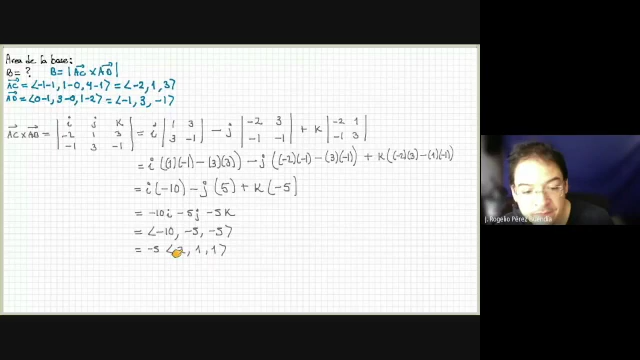 Area de la base:
B = ? B = |AC × AD|
AC = ⟨-1-1, 1-0, 4-1⟩ = ⟨-2, 1, 3⟩
AD = ⟨0-1, 3-0, 1-2⟩ = ⟨-1, 3, -1⟩
AC × AD = | i j k ; -2 1 3 ; -1 3 -1 | = i | 1 3 ; 3 -1 | - j | -2 3 ; -1 -1 | + k | -2 1 ; -1 3 |
= i ((1)(-1) - (3)(3)) - j ((-2)(-1) - (3)(-1)) + k ((-2)(3) - (1)(-1))
= i (-10) - j (5) + k (-5)
= -10i - 5j - 5k
= ⟨-10, -5, -5⟩
= -5 ⟨2, 1, 1⟩
J. Rogelio Pérez Buendía